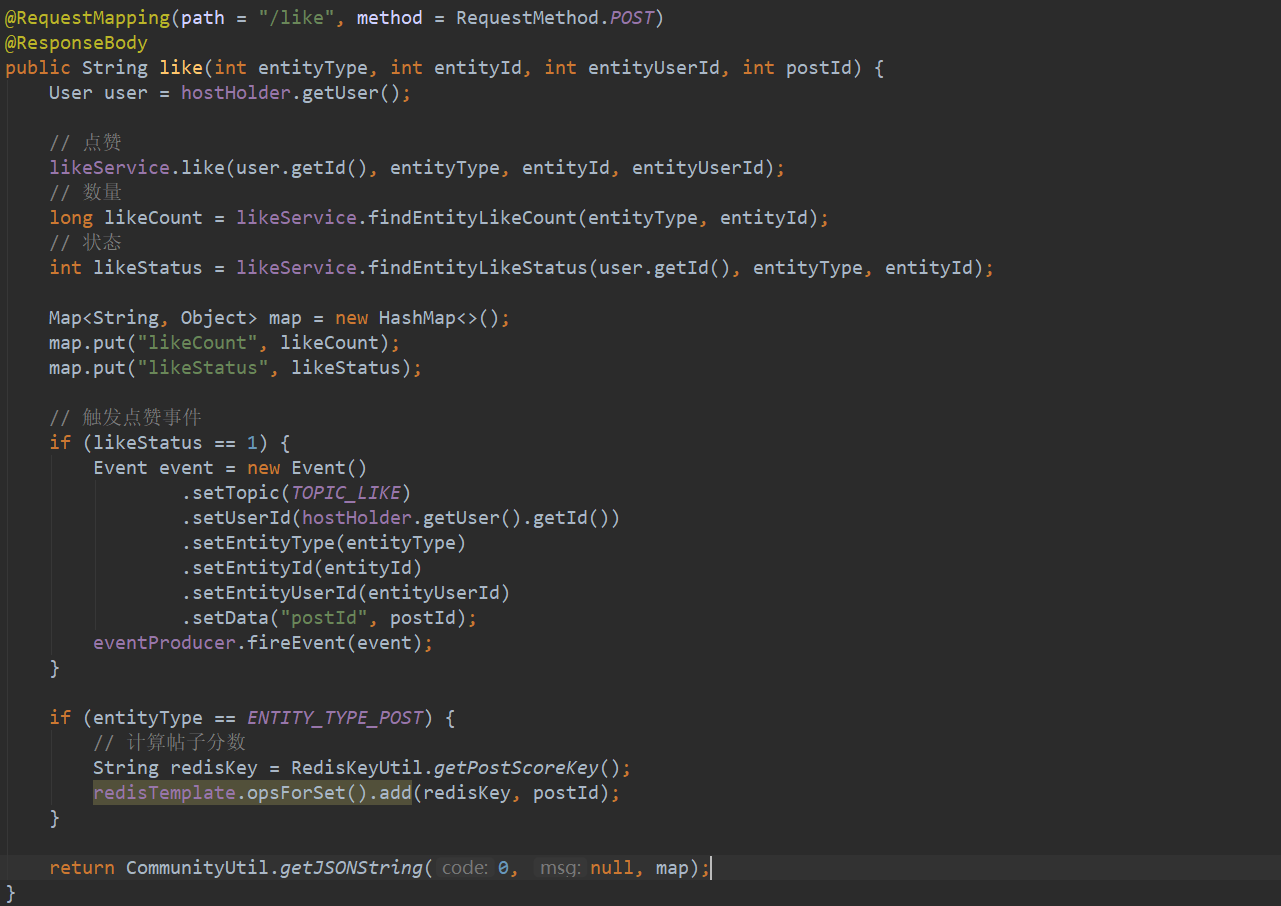 @RequestMapping(path = "/like", method = RequestMethod.POST)
@ResponseBody
public String like(int entityType, int entityId, int entityUserId, int postId) {
    User user = hostHolder.getUser();

    // 点赞
    likeService.like(user.getId(), entityType, entityId, entityUserId);
    // 数量
    long likeCount = likeService.findEntityLikeCount(entityType, entityId);
    // 状态
    int likeStatus = likeService.findEntityLikeStatus(user.getId(), entityType, entityId);

    Map<String, Object> map = new HashMap<>();
    map.put("likeCount", likeCount);
    map.put("likeStatus", likeStatus);

    // 触发点赞事件
    if (likeStatus == 1) {
        Event event = new Event()
                .setTopic(TOPIC_LIKE)
                .setUserId(hostHolder.getUser().getId())
                .setEntityType(entityType)
                .setEntityId(entityId)
                .setEntityUserId(entityUserId)
                .setData("postId", postId);
        eventProducer.fireEvent(event);
    }

    if (entityType == ENTITY_TYPE_POST) {
        // 计算帖子分数
        String redisKey = RedisKeyUtil.getPostScoreKey();
        redisTemplate.opsForSet().add(redisKey, postId);
    }

    return CommunityUtil.getJSONString( code: 0,  msg: null, map);
}